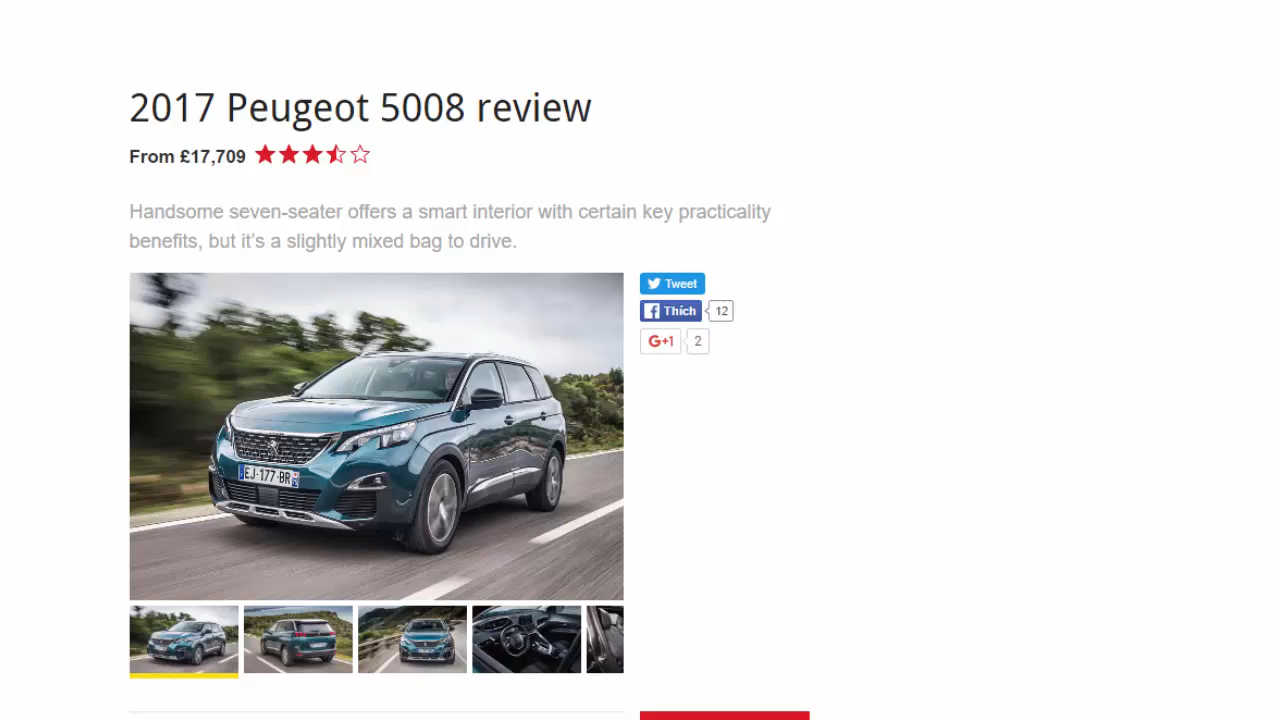 2017 Peugeot 5008 review
From £17,709
Handsome seven-seater offers a smart interior with certain key practicality
benefits, but it's a slightly mixed bag to drive.
Tweet
Thích 12
G+1 2
EJ-177-BR